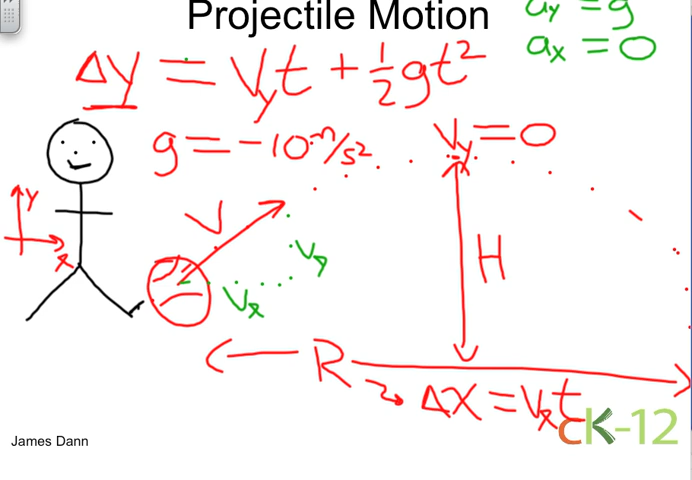 Projectile Motion
ay = g
ax = 0
Δy = Vyt + 1/2gt²
g = -10 m/s²
Vy = 0
y
x
V
Vy
Vx
H
R
Δx = Vxt
cK-12
James Dann